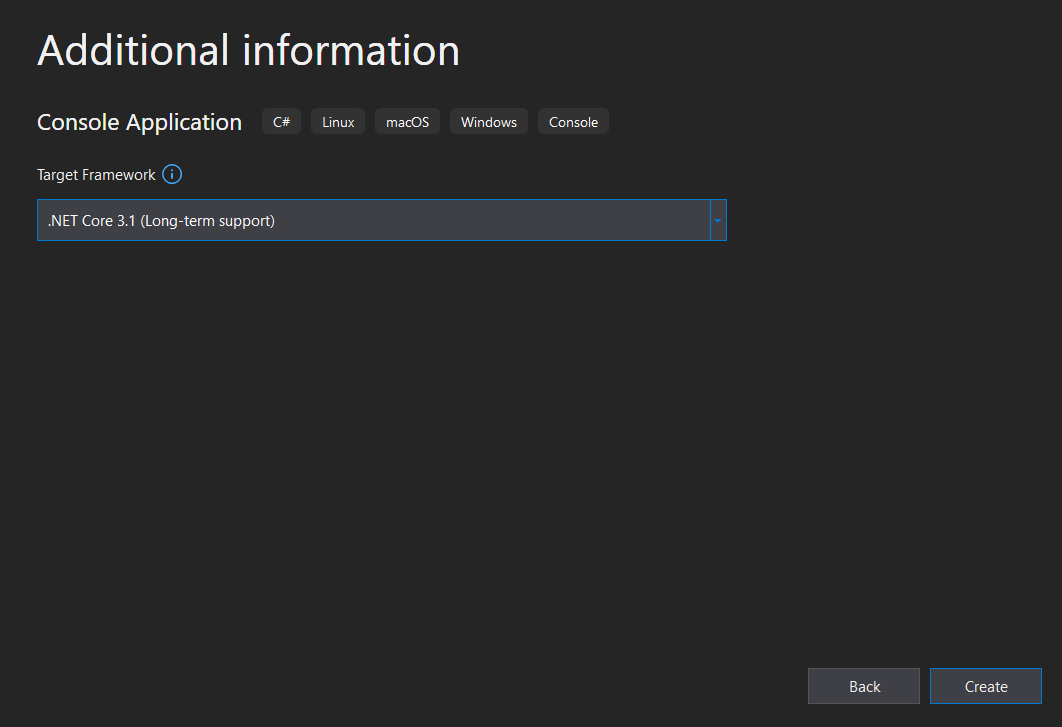 Additional information
Console Application C# Linux macOS Windows Console
Target Framework
.NET Core 3.1 (Long-term support)
Back Create